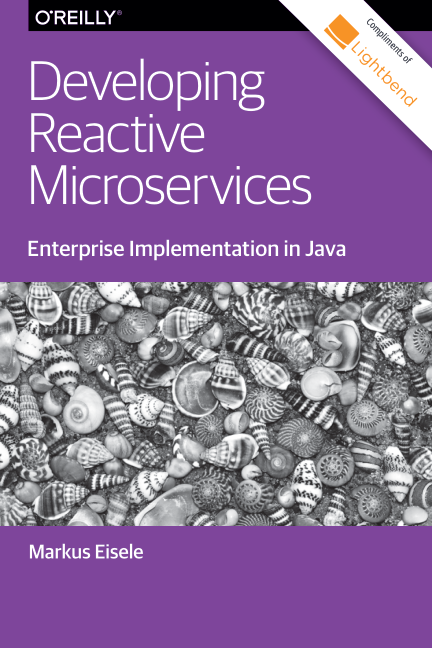 O'REILLY®
Compliments of
Lightbend
Developing
Reactive
Microservices
Enterprise Implementation in Java
Markus Eisele